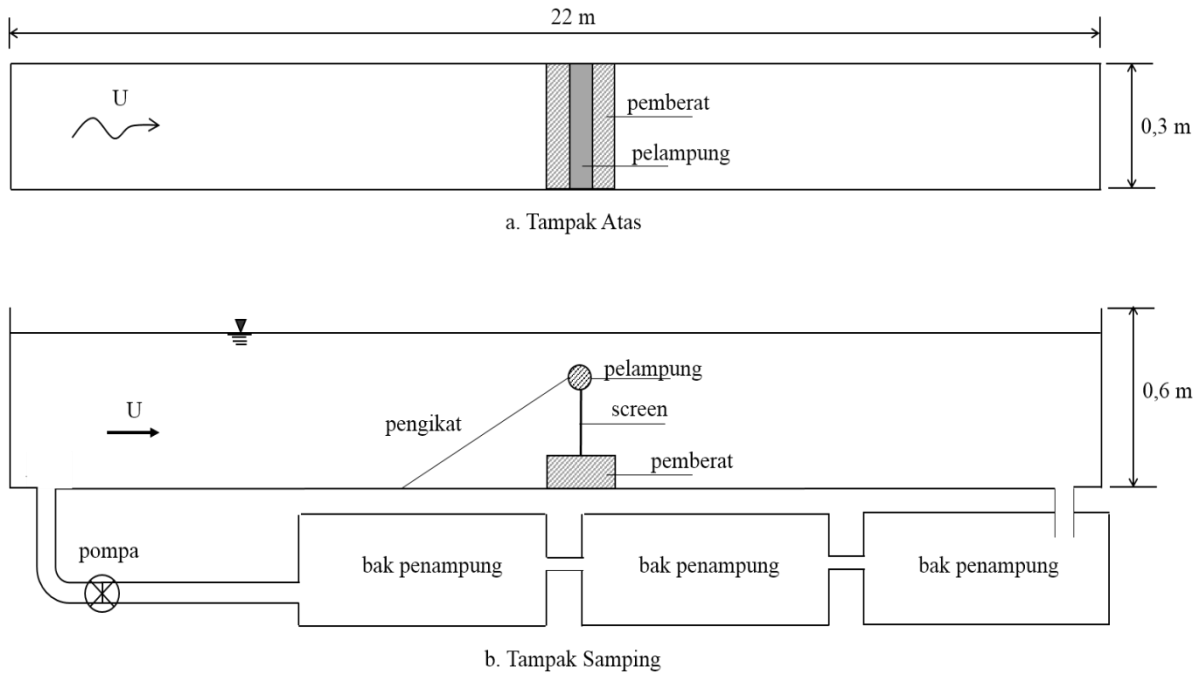 22 m
U
pemberat
0,3 m
pelampung
a. Tampak Atas
pelampung
0,6 m
U
screen
pengikat
pemberat
pompa
bak penampung
bak penampung
bak penampung
b. Tampak Samping